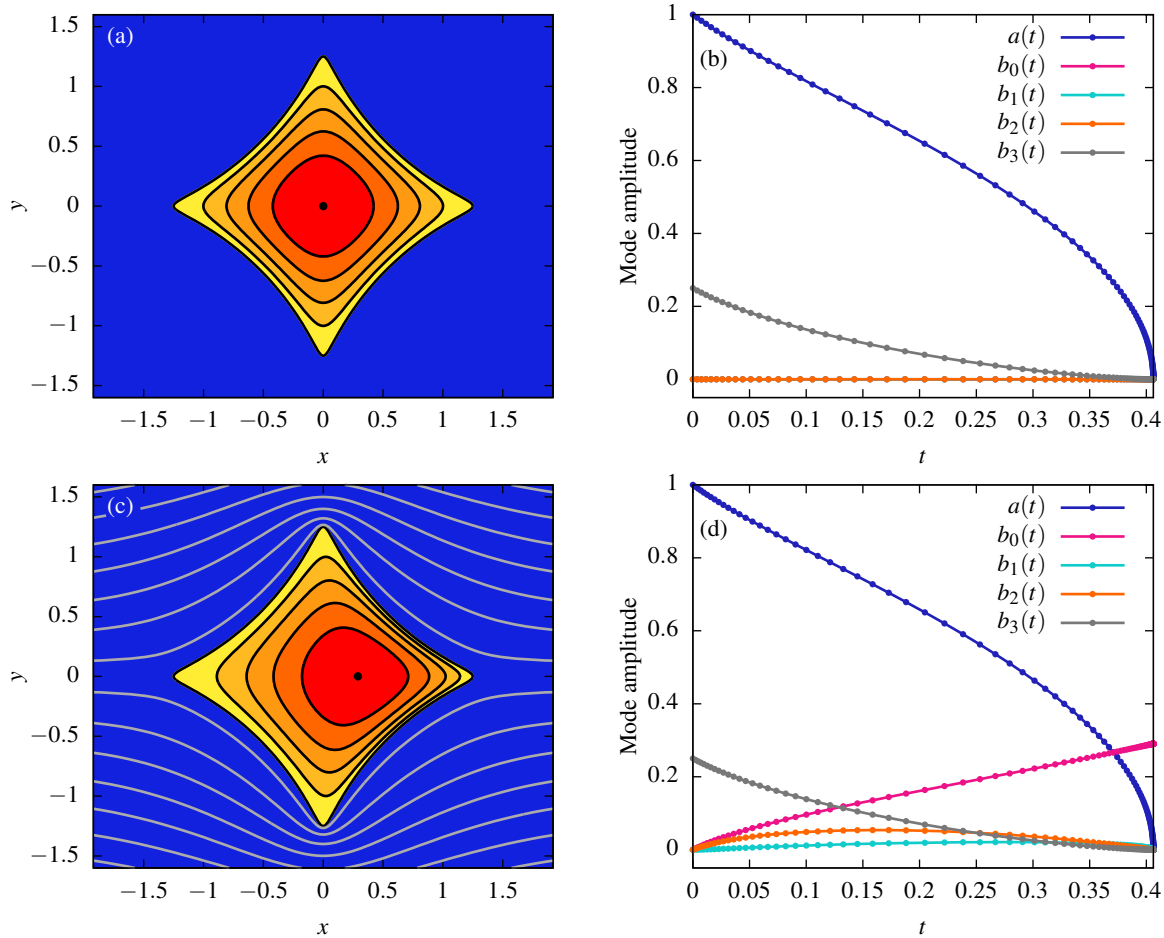 (a)
1.5
1
0.5
0
−0.5
−1
−1.5
y
−1.5 −1 −0.5 0 0.5 1 1.5
x
(b)
1
0.8
0.6
0.4
0.2
0
Mode amplitude
a(t)
b₀(t)
b₁(t)
b₂(t)
b₃(t)
0 0.05 0.1 0.15 0.2 0.25 0.3 0.35 0.4
t
(c)
1.5
1
0.5
0
−0.5
−1
−1.5
y
−1.5 −1 −0.5 0 0.5 1 1.5
x
(d)
1
0.8
0.6
0.4
0.2
0
Mode amplitude
a(t)
b₀(t)
b₁(t)
b₂(t)
b₃(t)
0 0.05 0.1 0.15 0.2 0.25 0.3 0.35 0.4
t